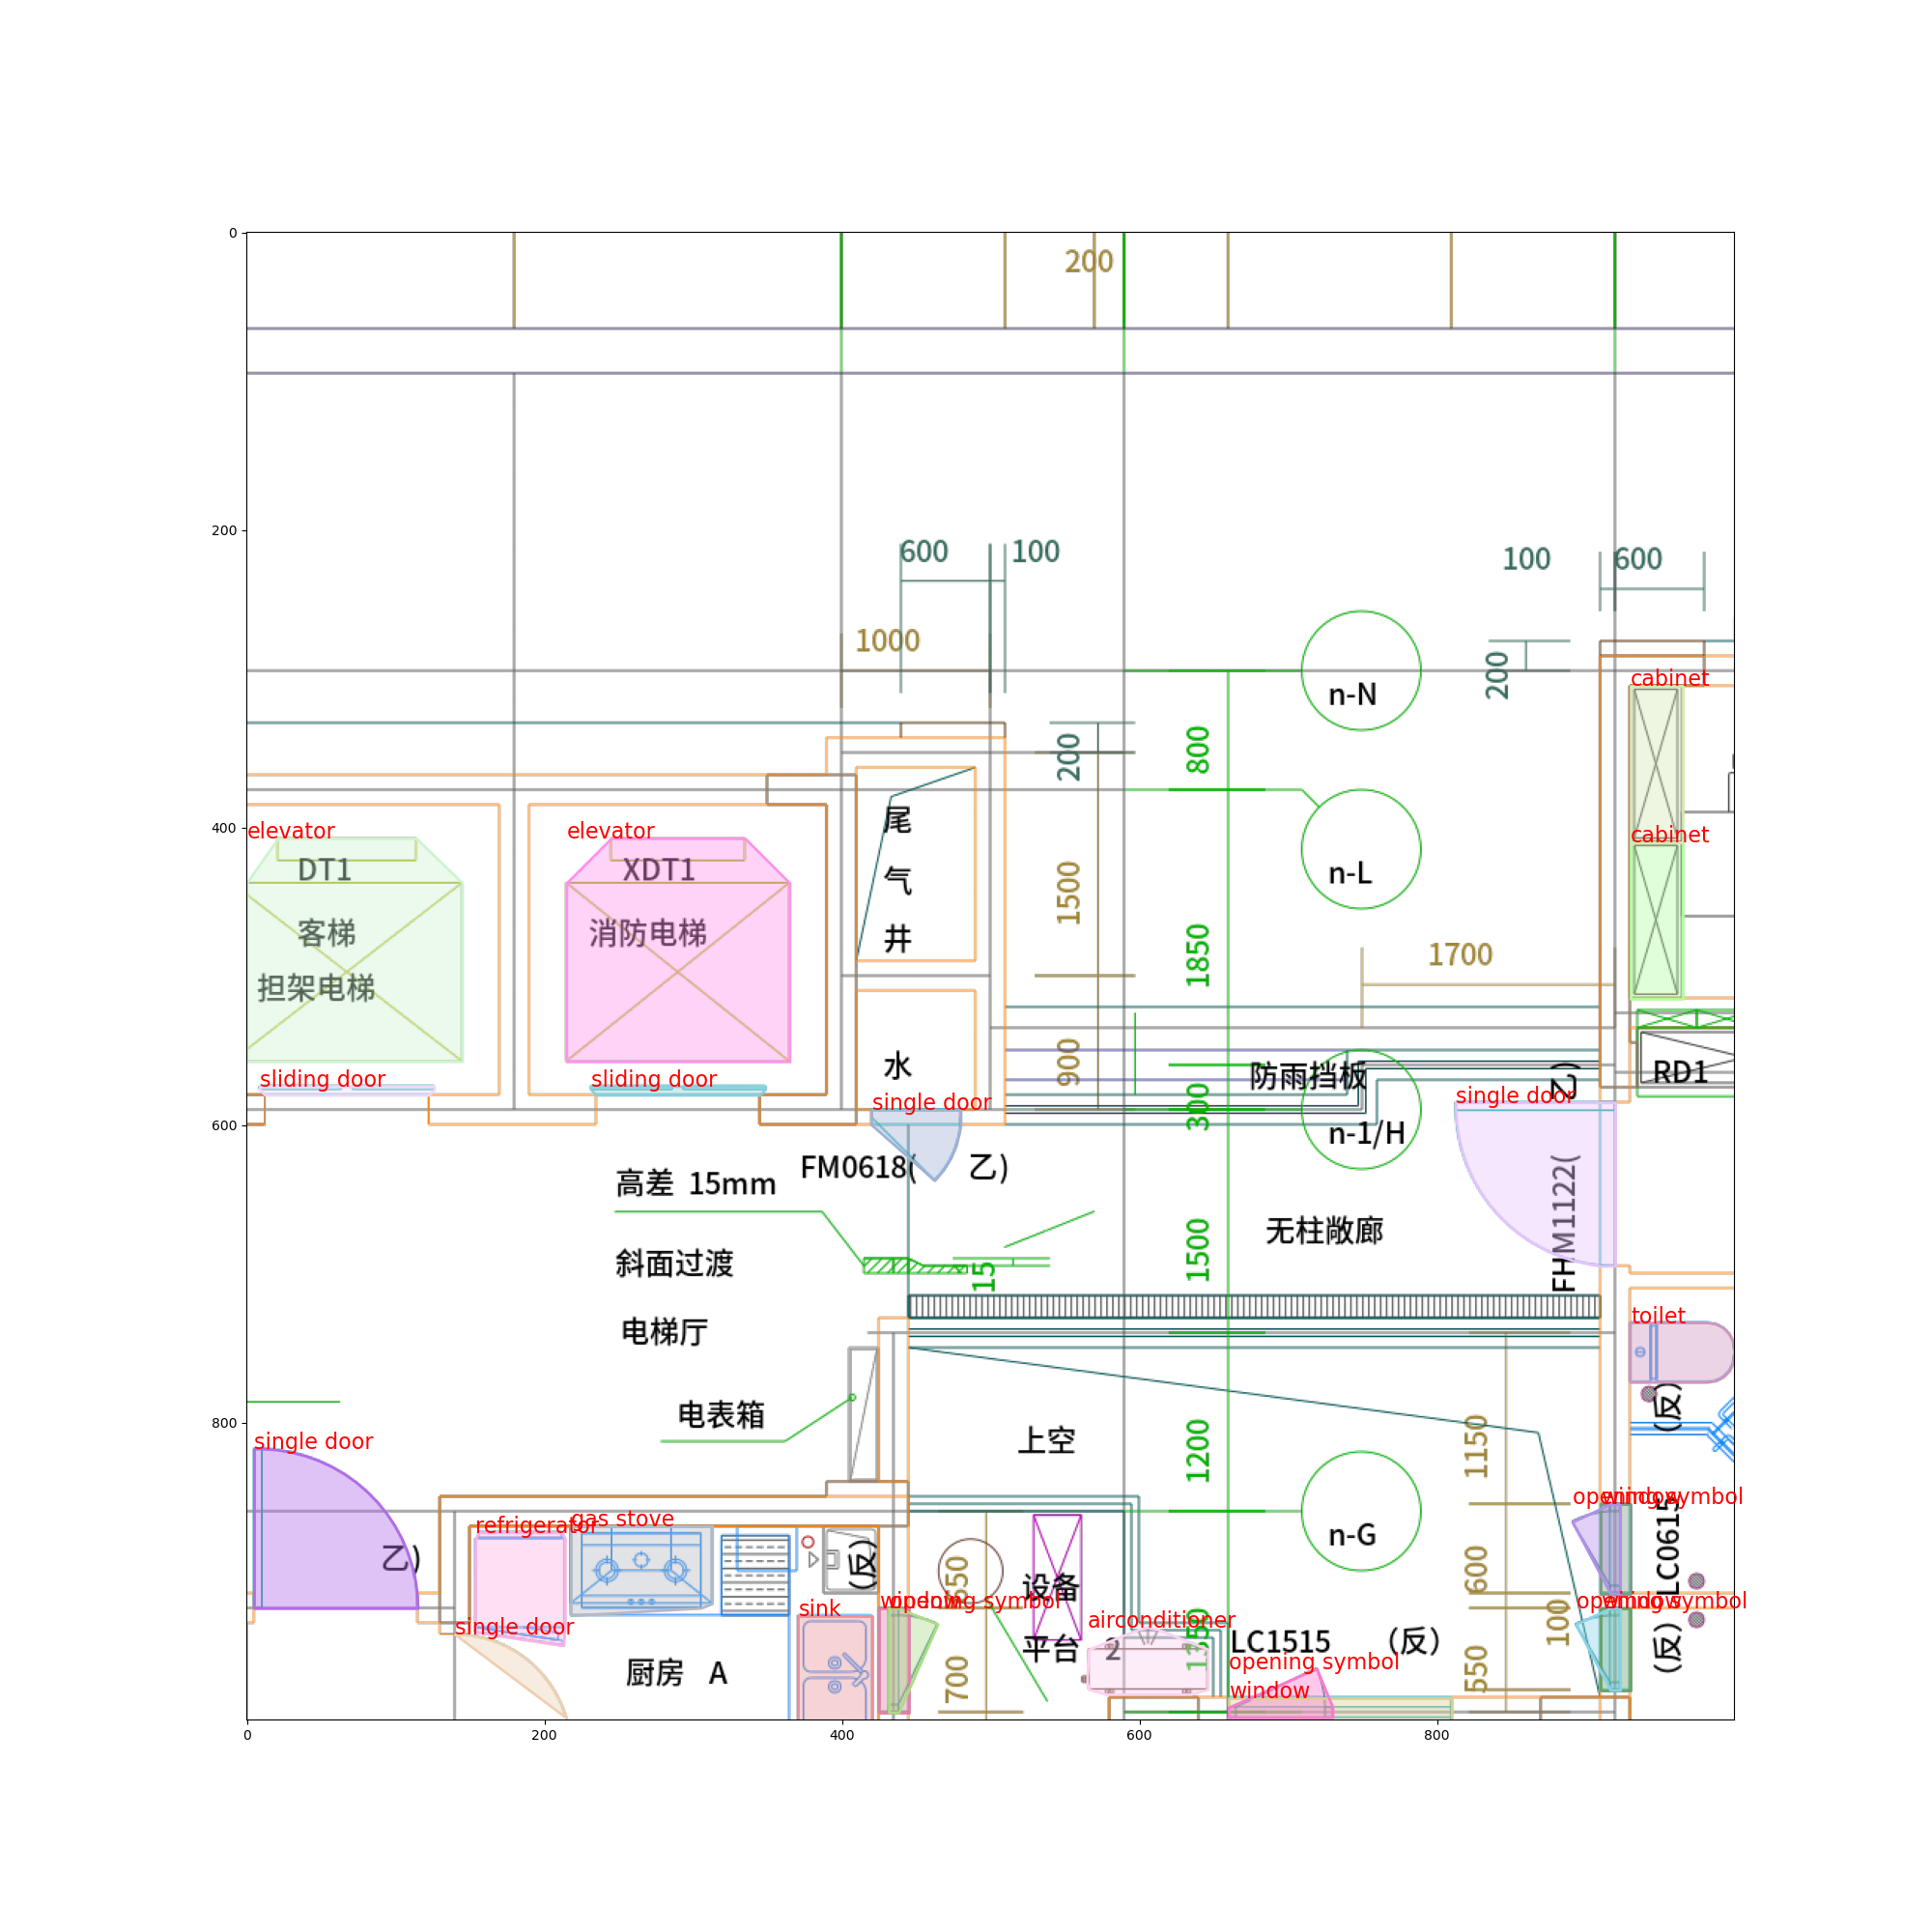 0
200
200
600
100
100
600
1000
200
n-N
cabinet
800
200
400
elevator
elevator
cabinet
DT1
XDT1
尾
n-L
气
1500
客梯
消防电梯
井
1850
1700
担架电梯
水
900
防雨挡板
乙)
RD1
sliding door
sliding door
single door
300
single door
600
n-1/H
FM0618( 乙)
高差 15mm
FHM1122(
无柱敞廊
斜面过渡
15
1500
电梯厅
toilet
电表箱
(反)
800
上空
1200
1150
single door
opening symbol
window
refrigerator
gas stove
n-G
LC0615
乙)
(反)
设备
600
window
opening symbol
window
opening symbol
sink
airconditioner
100
single door
平台 2
LC1515 (反)
(反)
厨房 A
700
opening symbol
550
window
0
200
400
600
800